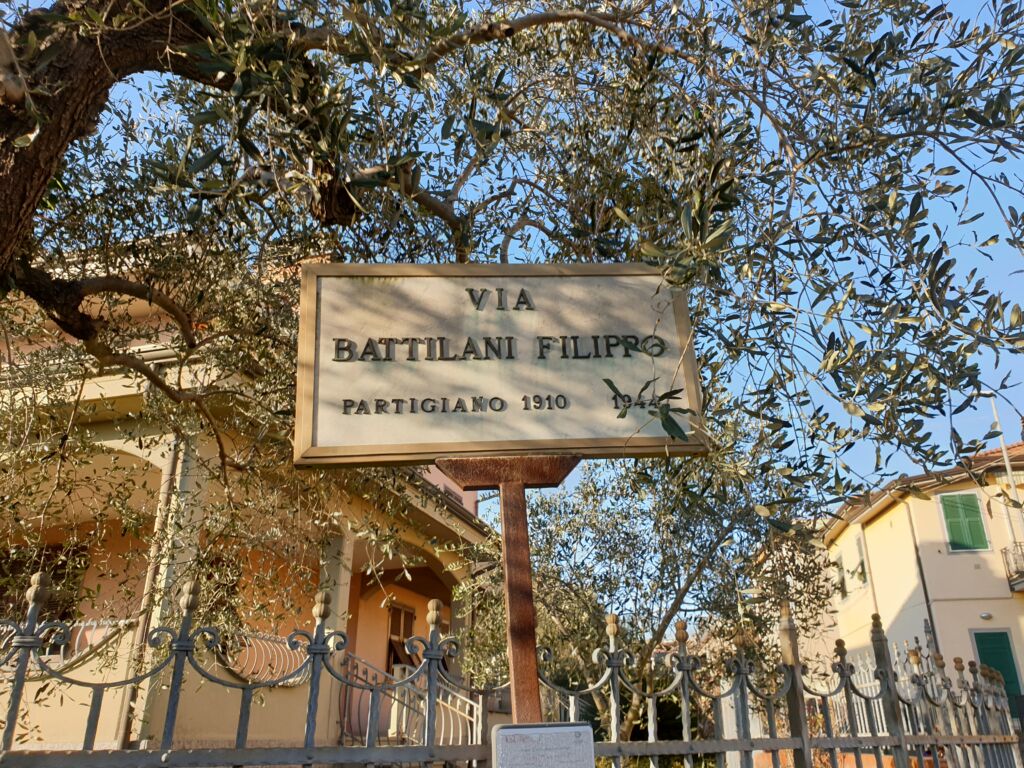 VIA
BATTILANI FILIPPO
PARTIGIANO 1910 1944